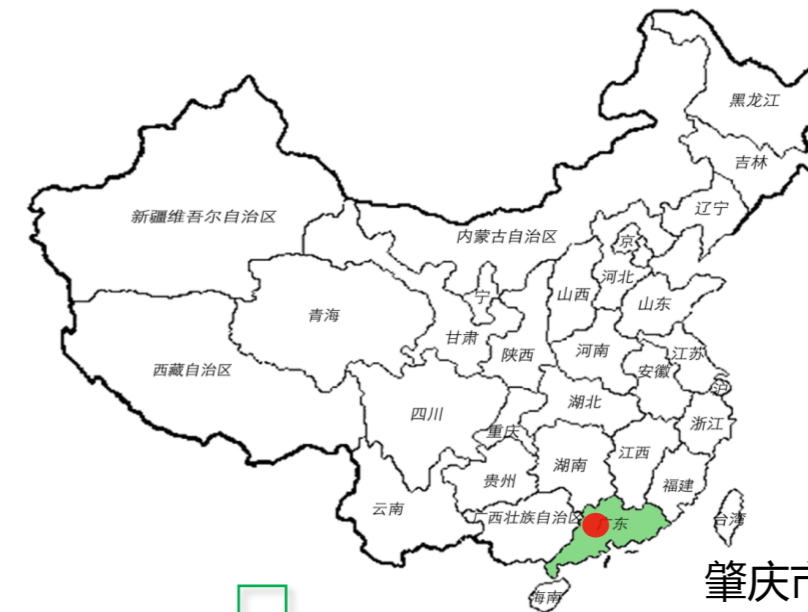 黑龙江
吉林
辽宁
新疆维吾尔自治区
内蒙古自治区
京
河北
宁
山西
山东
青海
甘肃
陕西
河南
江苏
安徽
沪
西藏自治区
湖北
四川
浙江
重庆
江西
湖南
贵州
福建
云南
广西壮族自治区
广东
台湾
肇庆市
海南